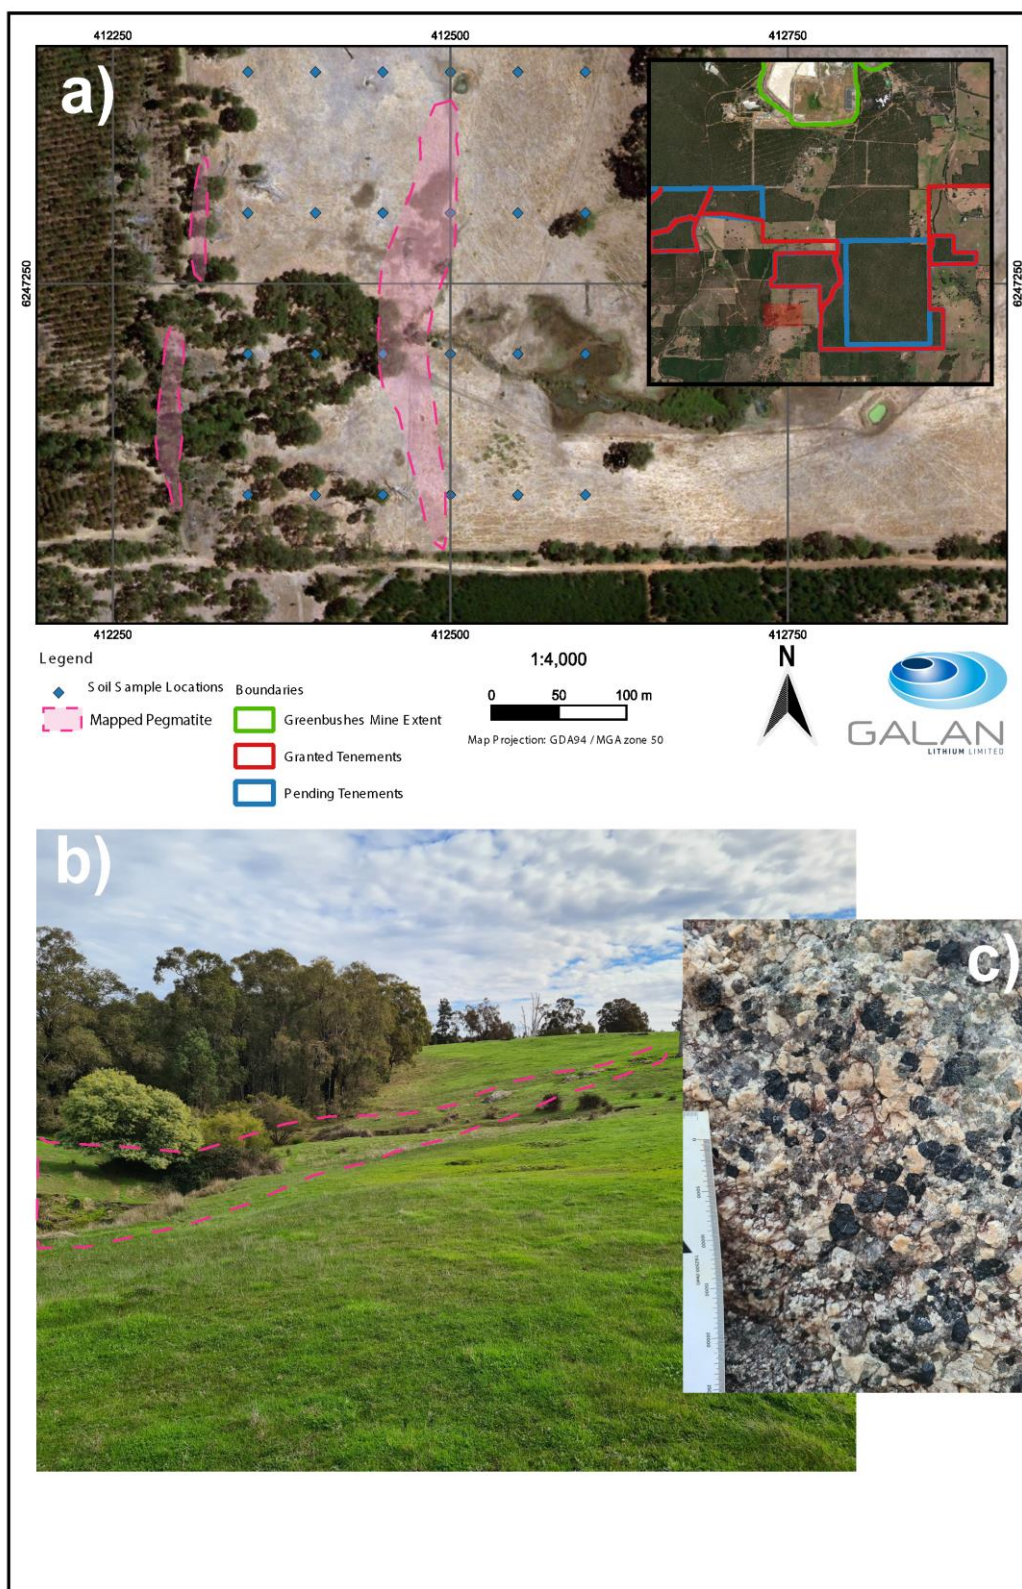 412250 412500 412750
a)
6247250 6247250
412250 412500 412750
Legend
Soil Sample Locations
Mapped Pegmatite
Boundaries
Greenbushes Mine Extent
Granted Tenements
Pending Tenements
1:4,000
0 50 100 m
Map Projection: GDA94 / MGA zone 50
N
GALAN
LITHIUM LIMITED
b)
c)